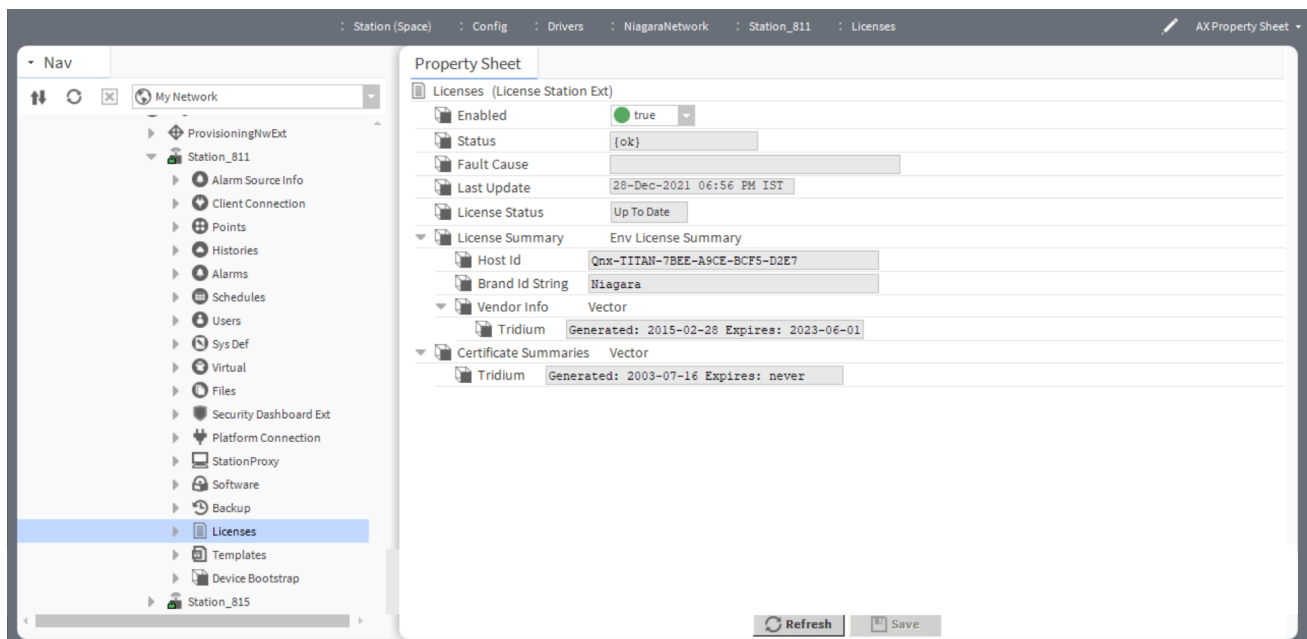 : Station (Space) : Config : Drivers : NiagaraNetwork : Station_811 : Licenses AX Property Sheet
Nav
My Network
ProvisioningNwExt
Station_811
Alarm Source Info
Client Connection
Points
Histories
Alarms
Schedules
Users
Sys Def
Virtual
Files
Security Dashboard Ext
Platform Connection
StationProxy
Software
Backup
Licenses
Templates
Device Bootstrap
Station_815
Property Sheet
Licenses (License Station Ext)
Enabled true
Status {ok}
Fault Cause
Last Update 28-Dec-2021 06:56 PM IST
License Status Up To Date
License Summary Env License Summary
Host Id Qnx-TITAN-7BEE-A9CE-BCF5-D2E7
Brand Id String Niagara
Vendor Info Vector
Tridium Generated: 2015-02-28 Expires: 2023-06-01
Certificate Summaries Vector
Tridium Generated: 2003-07-16 Expires: never
Refresh Save